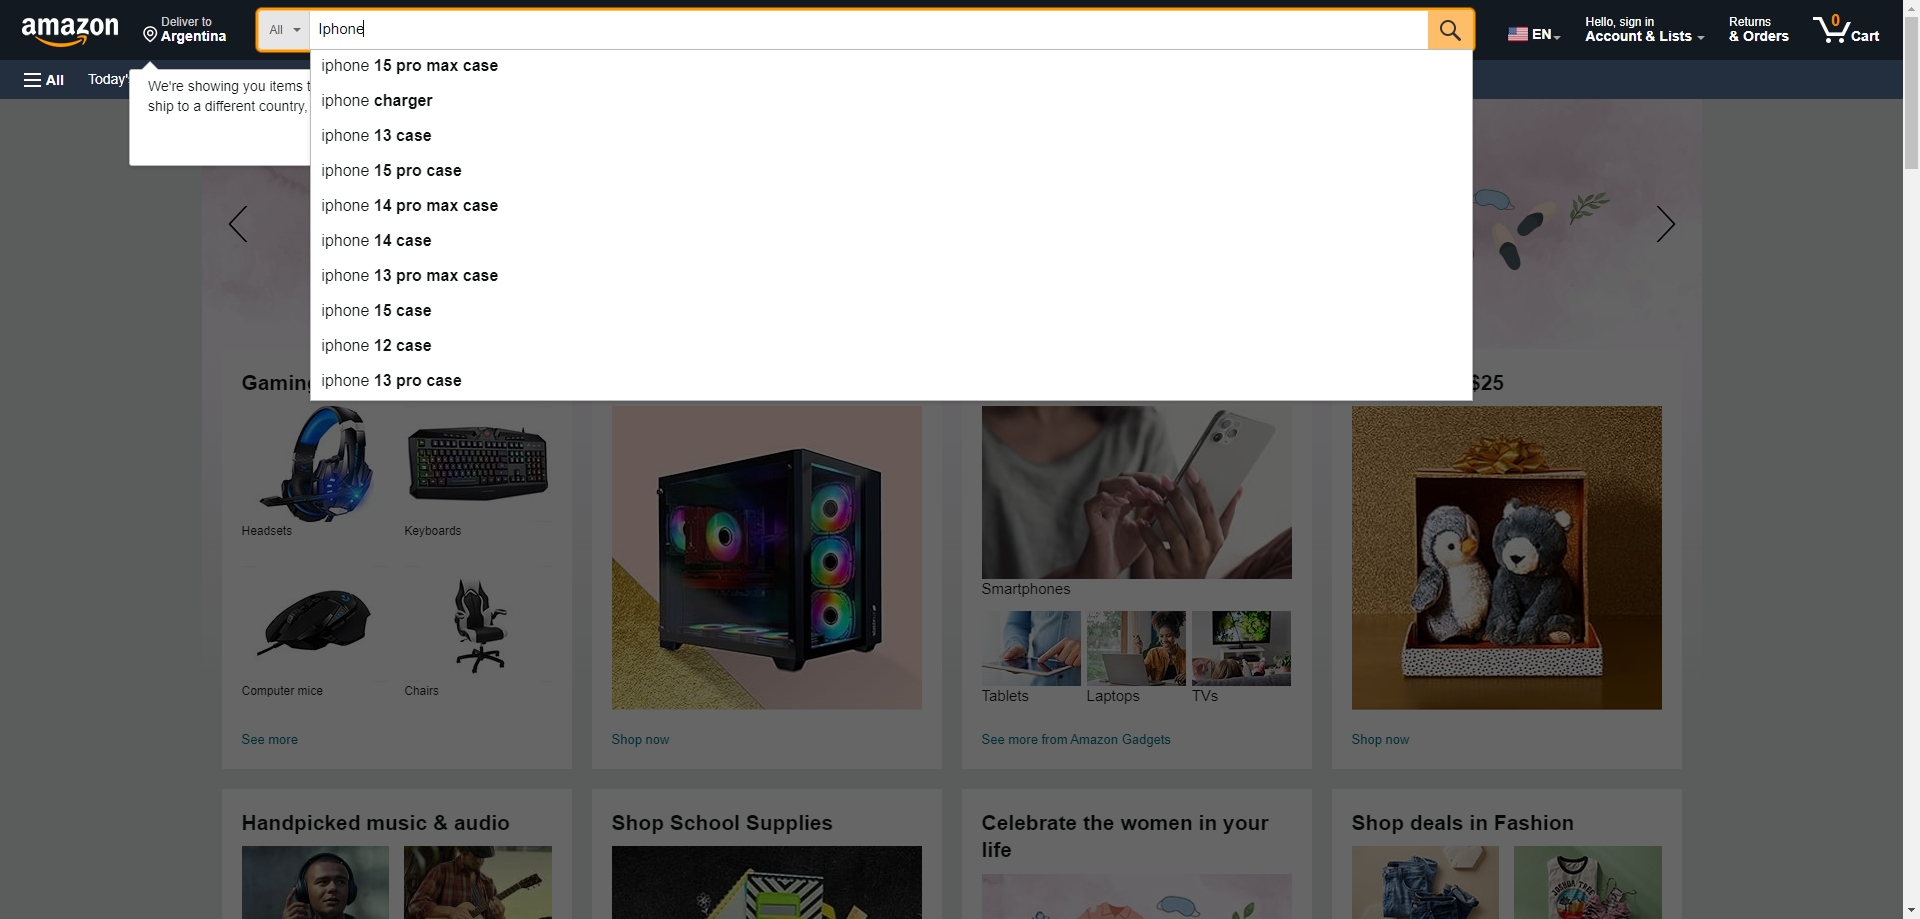 amazon
Deliver to
Argentina
All
Iphone
EN
Hello, sign in
Account & Lists
Returns
& Orders
0
Cart
All
Today'
We're showing you items t
ship to a different country,
iphone 15 pro max case
iphone charger
iphone 13 case
iphone 15 pro case
iphone 14 pro max case
iphone 14 case
iphone 13 pro max case
iphone 15 case
iphone 12 case
iphone 13 pro case
Gaming
$25
Headsets
Keyboards
Computer mice
Chairs
See more
Shop now
Smartphones
Tablets
Laptops
TVs
See more from Amazon Gadgets
Shop now
Handpicked music & audio
Shop School Supplies
Celebrate the women in your
life
Shop deals in Fashion
JOSHUA TREE